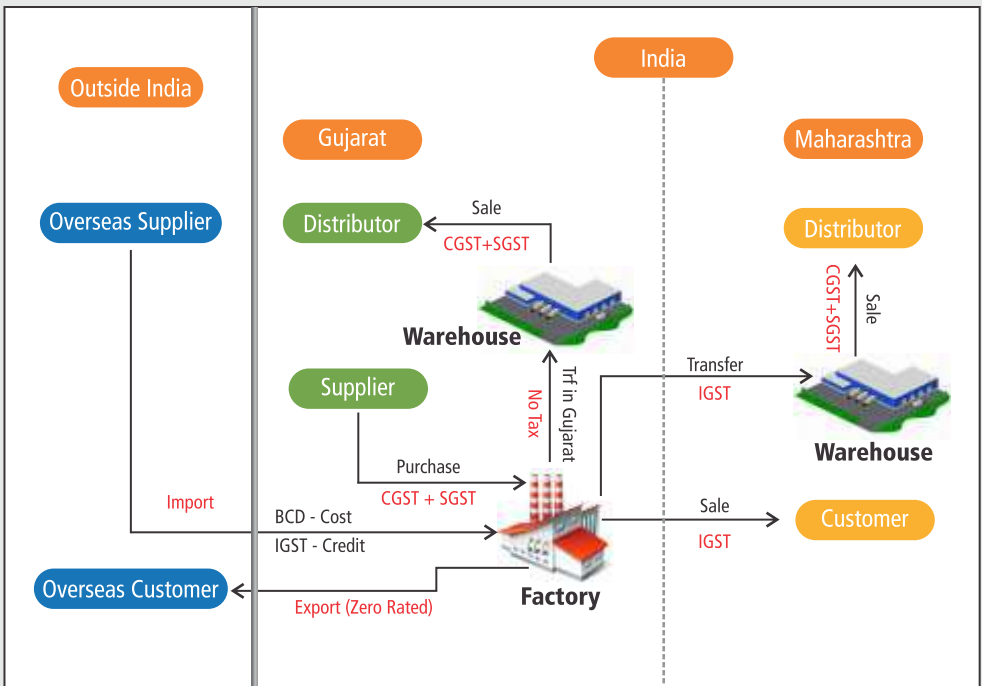 India
Outside India
Gujarat
Maharashtra
Overseas Supplier
Distributor
Sale
CGST+SGST
Distributor
CGST+SGST
Sale
Warehouse
Supplier
No Tax
Trf in Gujarat
Transfer
IGST
Warehouse
Purchase
CGST + SGST
Import
BCD - Cost
IGST - Credit
Sale
IGST
Customer
Overseas Customer
Export (Zero Rated)
Factory